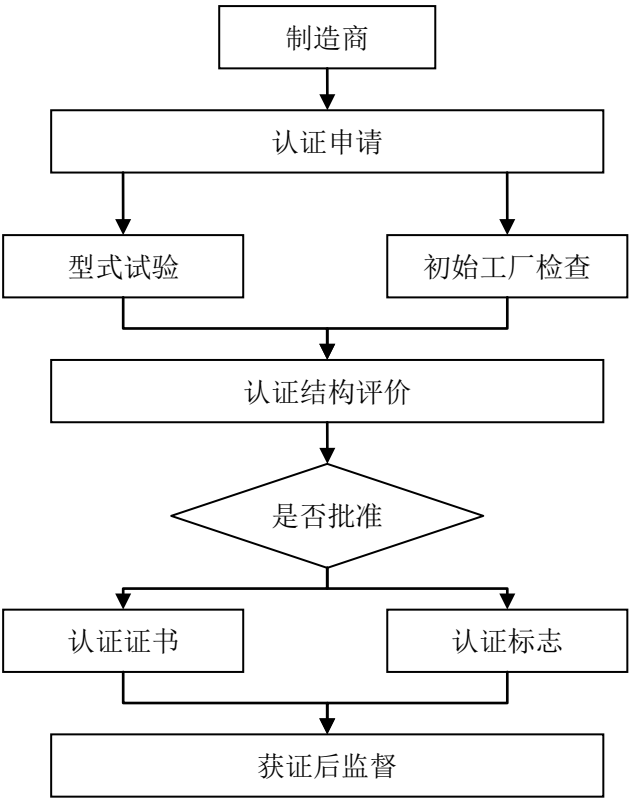 制造商
认证申请
型式试验
初始工厂检查
认证结构评价
是否批准
认证证书
认证标志
获证后监督